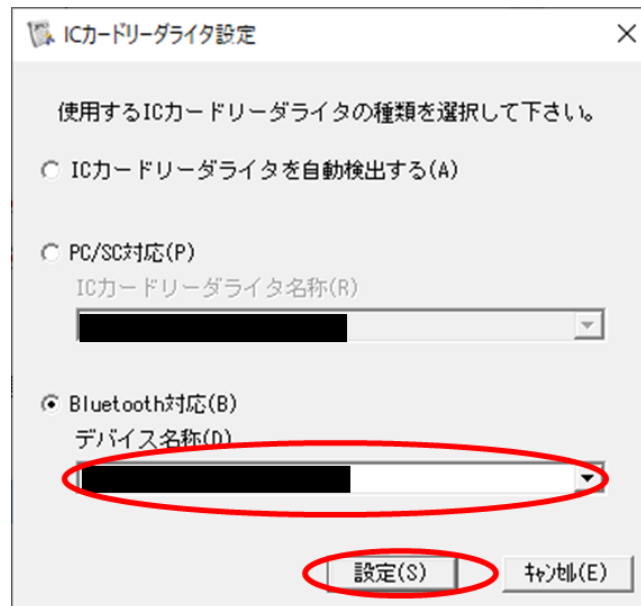 ICカードリーダライタ設定
使用するICカードリーダライタの種類を選択して下さい。
ICカードリーダライタを自動検出する(A)
PC/SC対応(P)
ICカードリーダライタ名称(R)
Bluetooth対応(B)
デバイス名称(D)
設定(S) ｷｬﾝｾﾙ(E)